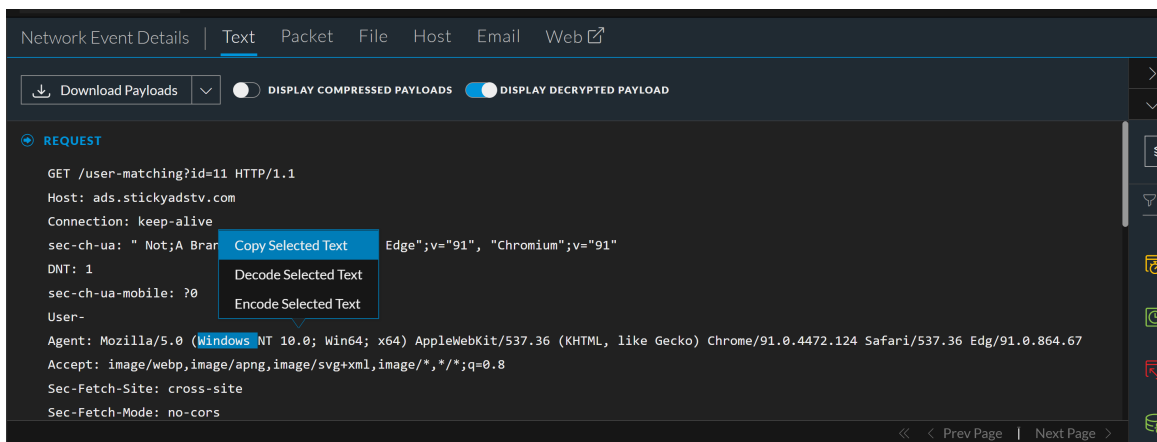 Network Event Details | Text Packet File Host Email Web
Download Payloads DISPLAY COMPRESSED PAYLOADS DISPLAY DECRYPTED PAYLOAD
REQUEST
GET /user-matching?id=11 HTTP/1.1
Host: ads.stickyadstv.com
Connection: keep-alive
sec-ch-ua: " Not;A Bran Edge";v="91", "Chromium";v="91"
Copy Selected Text
DNT: 1
Decode Selected Text
sec-ch-ua-mobile: ?0
Encode Selected Text
User-
Agent: Mozilla/5.0 (Windows NT 10.0; Win64; x64) AppleWebKit/537.36 (KHTML, like Gecko) Chrome/91.0.4472.124 Safari/537.36 Edg/91.0.864.67
Accept: image/webp,image/apng,image/svg+xml,image/*,*/*;q=0.8
Sec-Fetch-Site: cross-site
Sec-Fetch-Mode: no-cors
<< < Prev Page | Next Page >